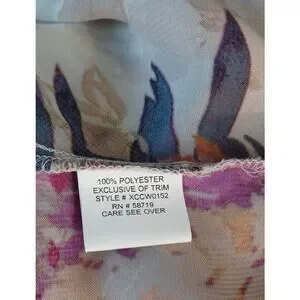 100% POLYESTER
EXCLUSIVE OF TRIM
STYLE # XCCW0152
RN # 58719
CARE SEE OVER